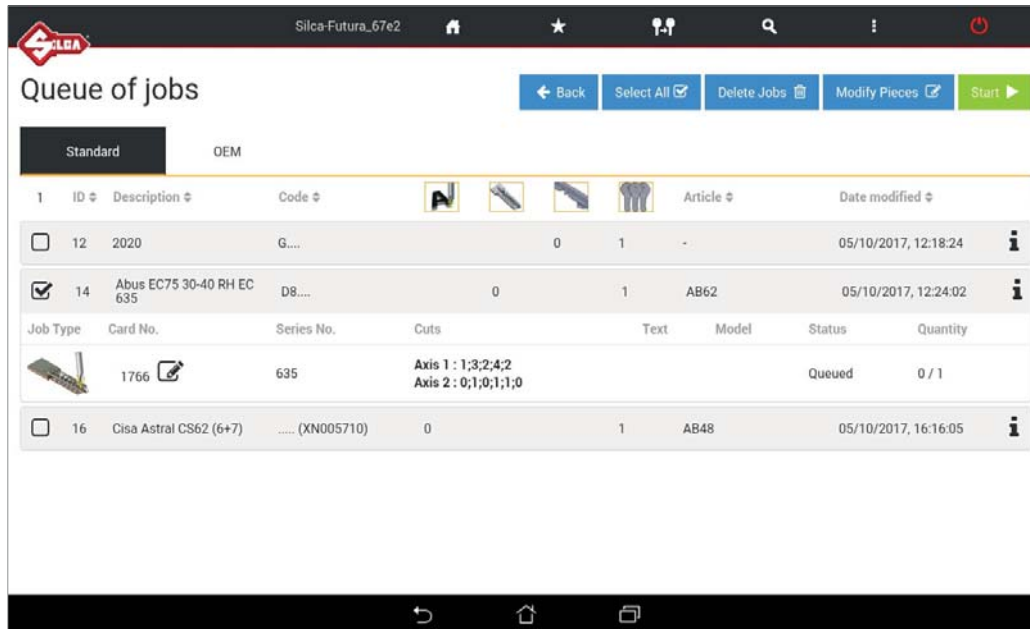 SILCA
Silca-Futura_67e2
Queue of jobs
Back
Select All
Delete Jobs
Modify Pieces
Start
Standard
OEM
1 ID Description Code A Article Date modified
12 2020 G.... 0 1 - 05/10/2017, 12:18:24
14 Abus EC75 30-40 RH EC D8.... 0 1 AB62 05/10/2017, 12:24:02
635
Job Type Card No. Series No. Cuts Text Model Status Quantity
1766 635 Axis 1 : 1;3;2;4;2 Queued 0 / 1
Axis 2 : 0;1;0;1;1;0
16 Cisa Astral CS62 (6+7) ..... (XN005710) 0 1 AB48 05/10/2017, 16:16:05